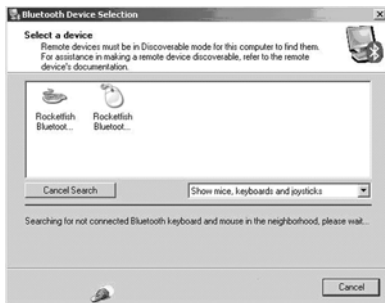 Bluetooth Device Selection
Select a device
Remote devices must be in Discoverable mode for this computer to find them.
For assistance in making a remote device discoverable, refer to the remote
device's documentation.
Rocketfish Rocketfish
Bluetoot... Bluetoot...
Cancel Search Show mice, keyboards and joysticks
Searching for not connected Bluetooth keyboard and mouse in the neighborhood, please wait...
Cancel